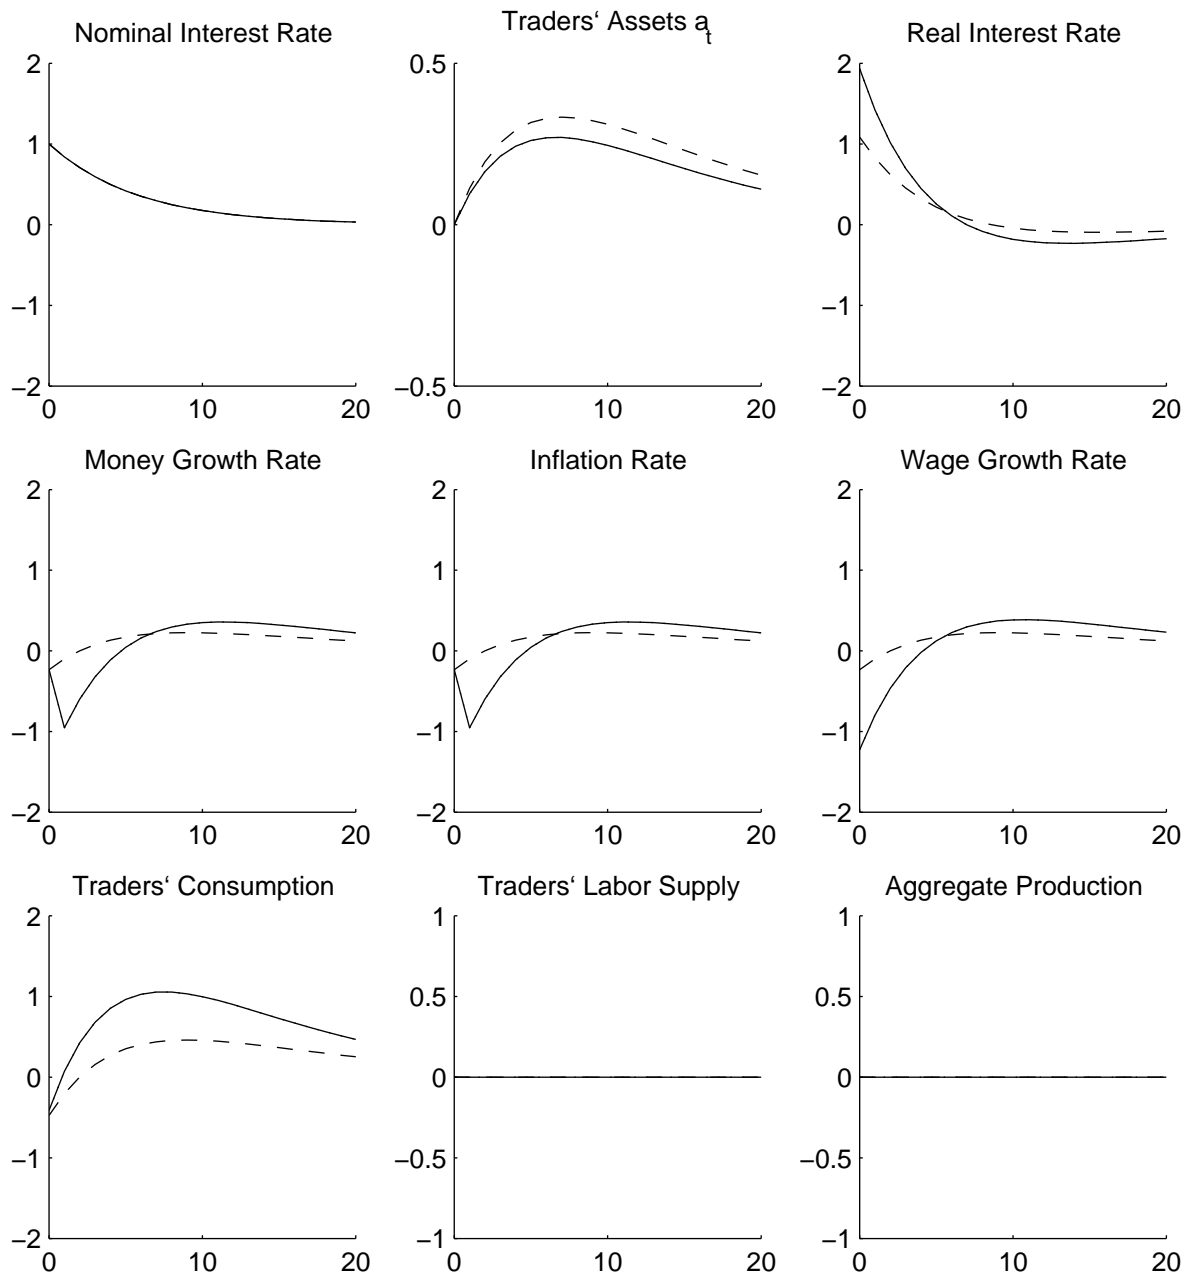 Nominal Interest Rate
2
1
0
−1
−2
0 10 20
Traders‘ Assets a_t
0.5
0
−0.5
0 10 20
Real Interest Rate
2
1
0
−1
−2
0 10 20
Money Growth Rate
2
1
0
−1
−2
0 10 20
Inflation Rate
2
1
0
−1
−2
0 10 20
Wage Growth Rate
2
1
0
−1
−2
0 10 20
Traders‘ Consumption
2
1
0
−1
−2
0 10 20
Traders‘ Labor Supply
1
0.5
0
−0.5
−1
0 10 20
Aggregate Production
1
0.5
0
−0.5
−1
0 10 20